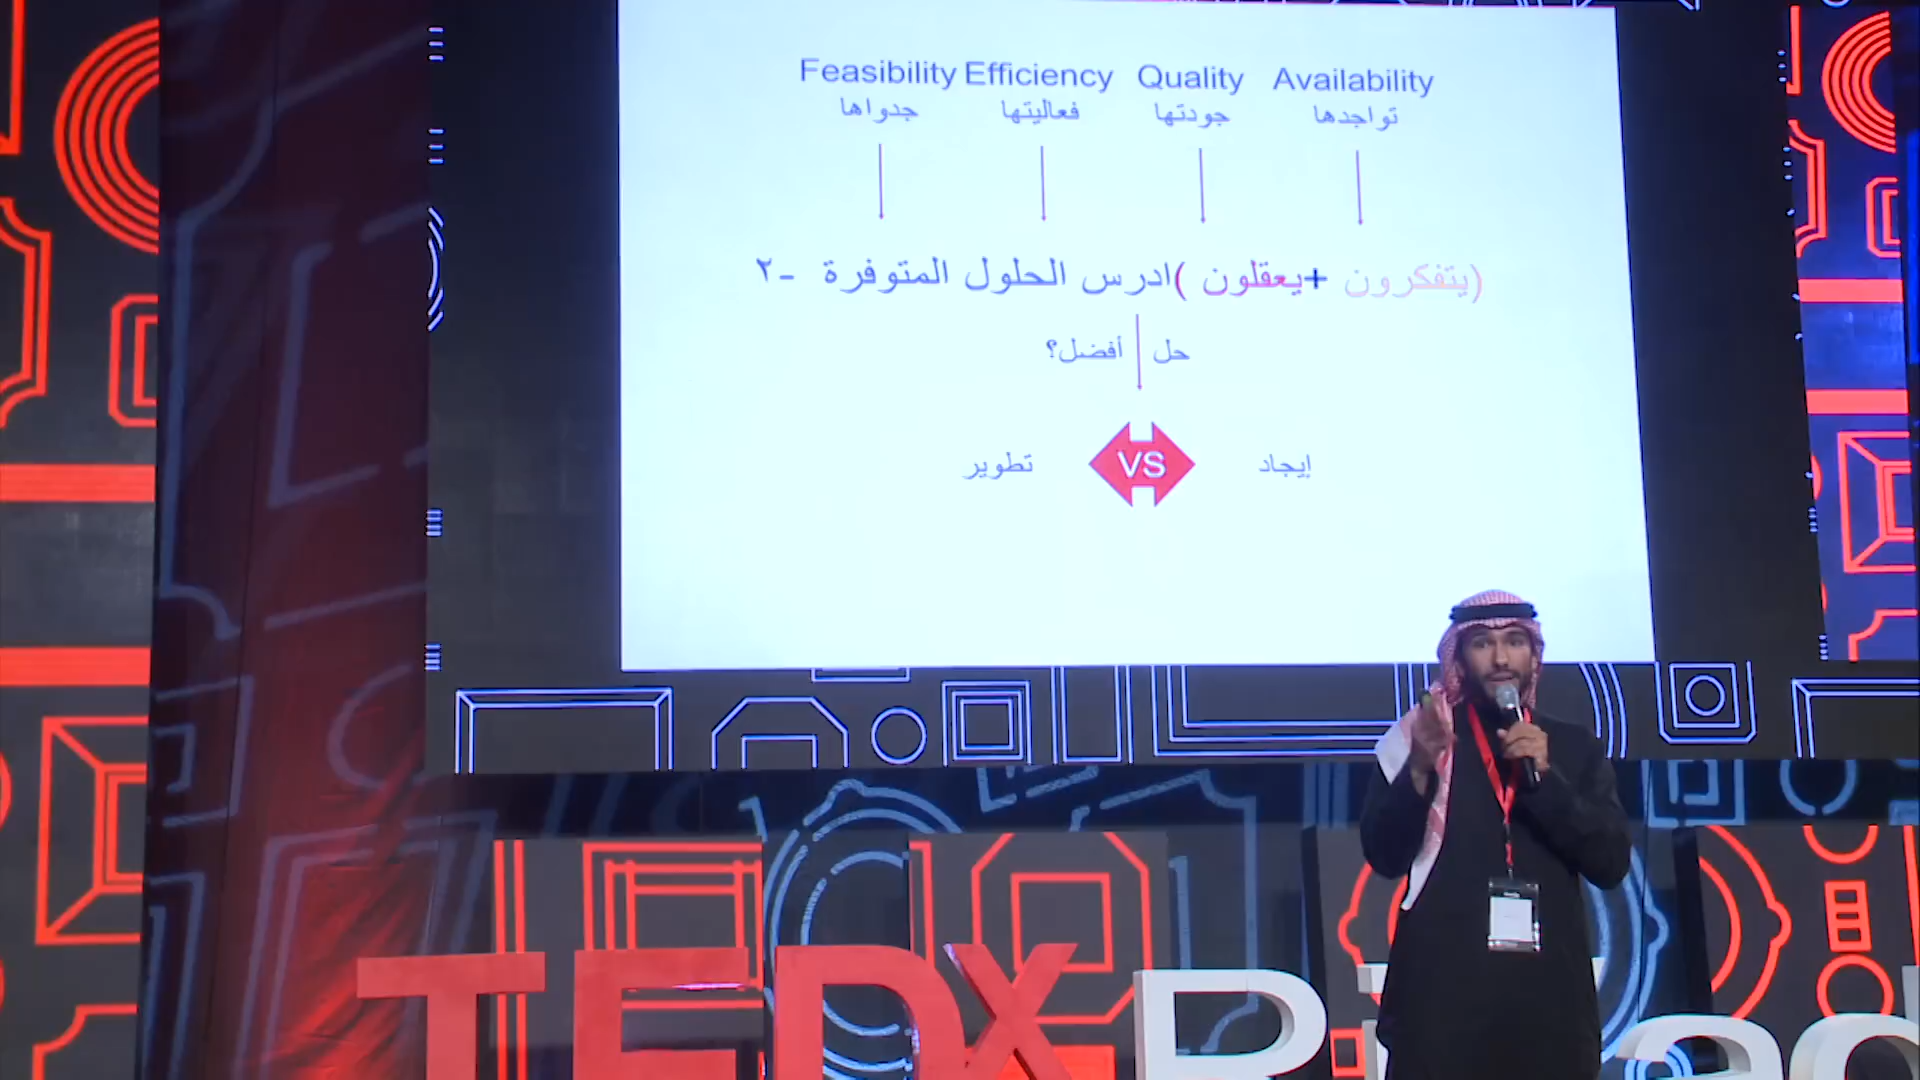 Feasibility Efficiency Quality Availability
جدواها فعاليتها جودتها تواجدها
٢- ادرس الحلول المتوفرة (يعقلون+ يتفكرون)
حل أفضل؟
إيجاد VS تطوير
TEDx